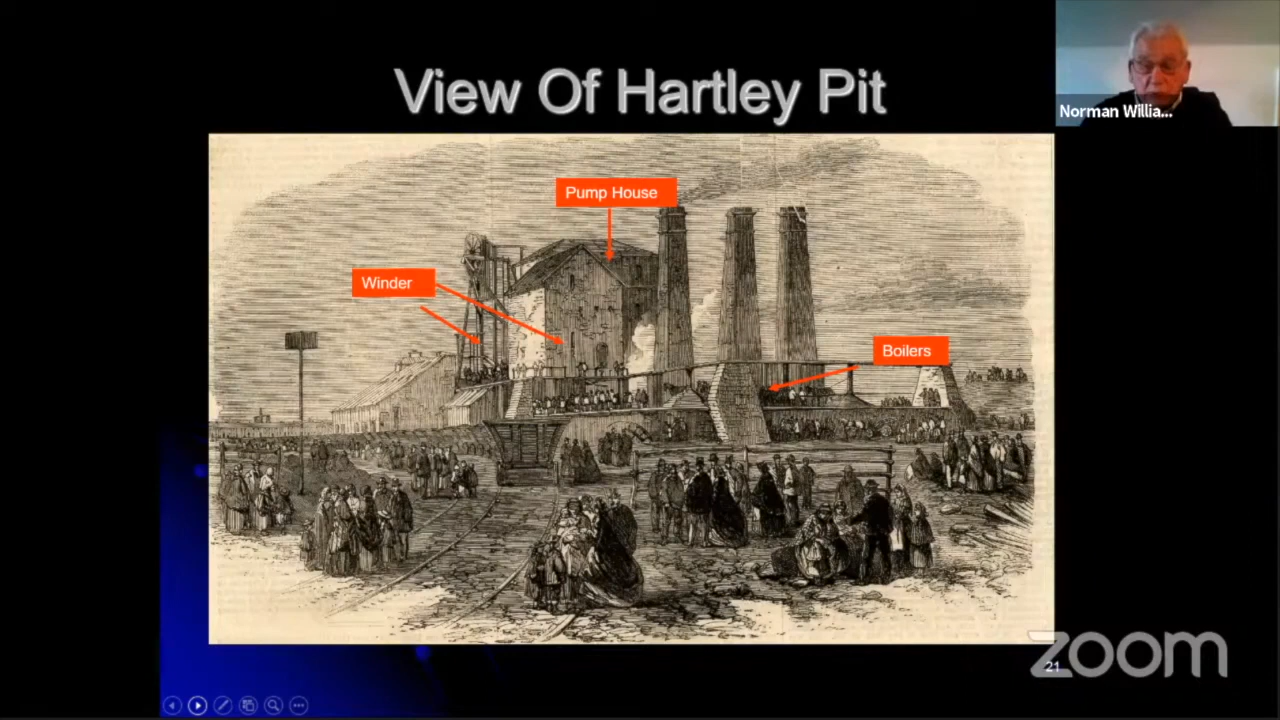 View Of Hartley Pit
Norman Willia...
Pump House
Winder
Boilers
zoom
21